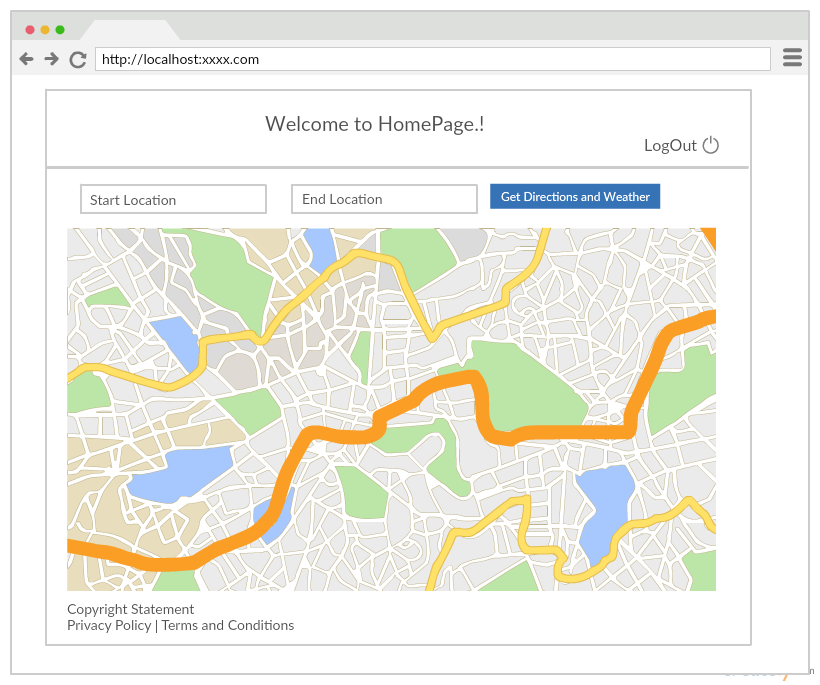 http://localhost:xxxx.com
Welcome to HomePage.!
LogOut
Start Location
End Location
Get Directions and Weather
Copyright Statement
Privacy Policy | Terms and Conditions